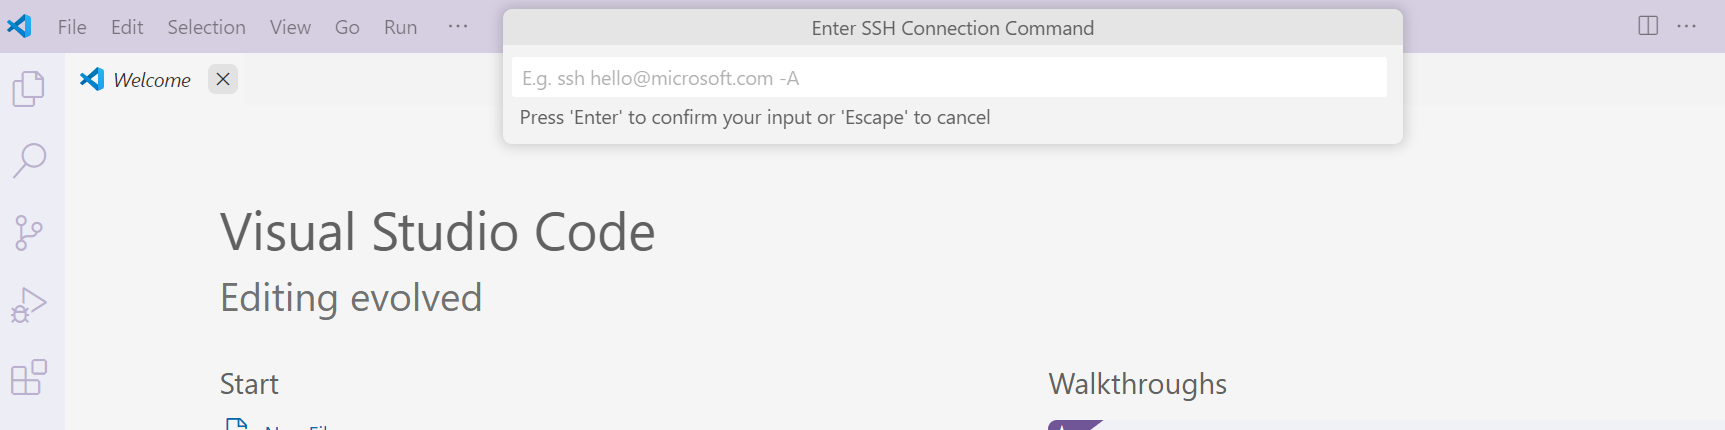 File Edit Selection View Go Run ...
Enter SSH Connection Command
E.g. ssh hello@microsoft.com -A
Press 'Enter' to confirm your input or 'Escape' to cancel
Welcome
Visual Studio Code
Editing evolved
Start
Walkthroughs